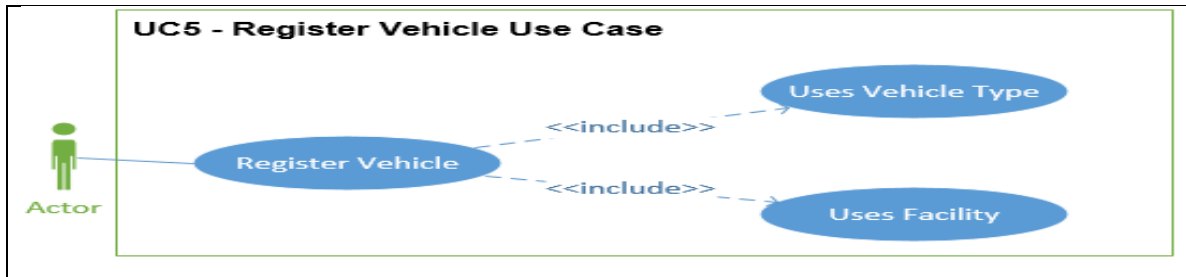 UC5 - Register Vehicle Use Case
Uses Vehicle Type
<<include>>
Register Vehicle
<<include>>
Actor
Uses Facility